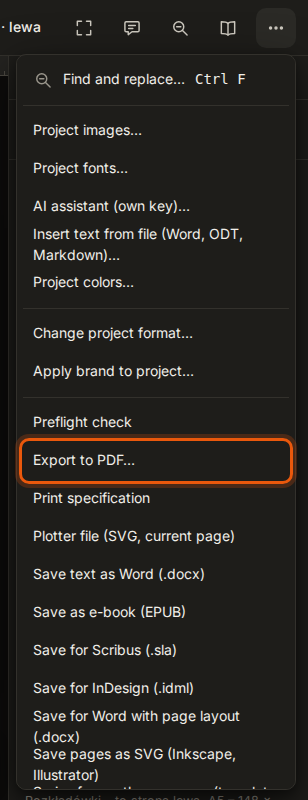 · lewa
Find and replace... Ctrl F
Project images...
Project fonts...
AI assistant (own key)...
Insert text from file (Word, ODT,
Markdown)...
Project colors...
Change project format...
Apply brand to project...
Preflight check
Export to PDF...
Print specification
Plotter file (SVG, current page)
Save text as Word (.docx)
Save as e-book (EPUB)
Save for Scribus (.sla)
Save for InDesign (.idml)
Save for Word with page layout
(.docx)
Save pages as SVG (Inkscape,
Illustrator)